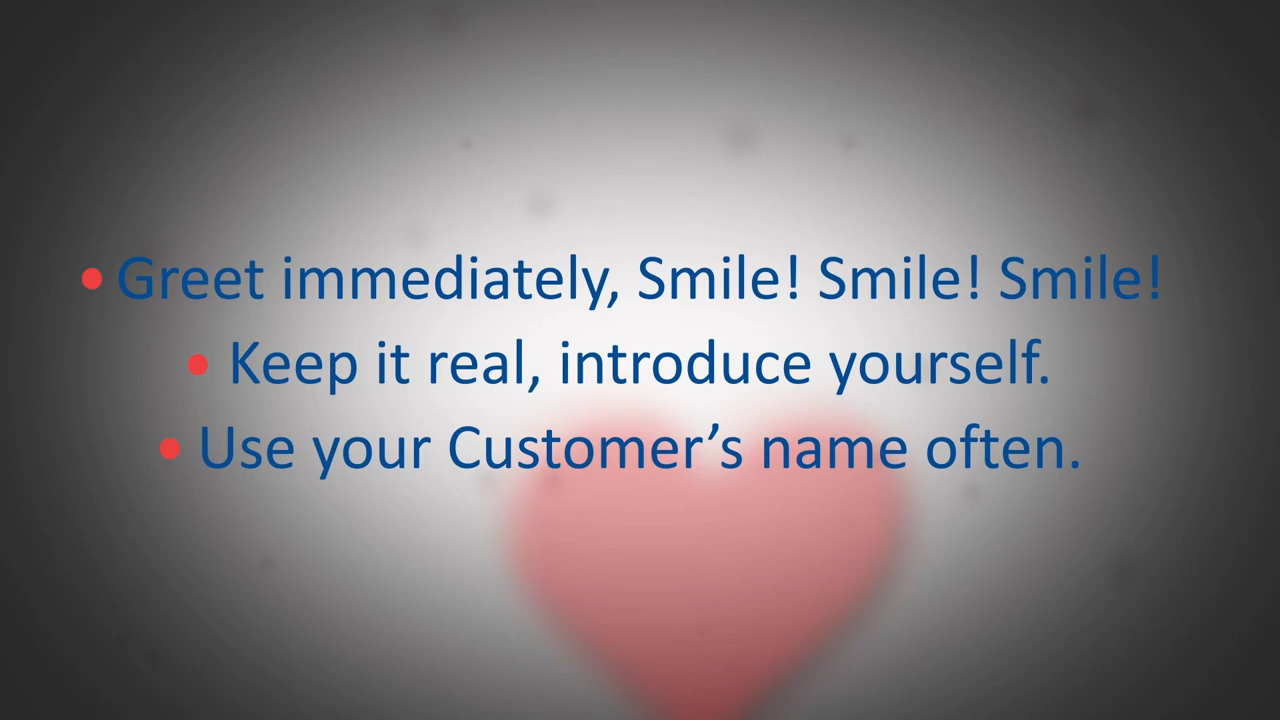 • Greet immediately, Smile! Smile! Smile!
• Keep it real, introduce yourself.
• Use your Customer’s name often.